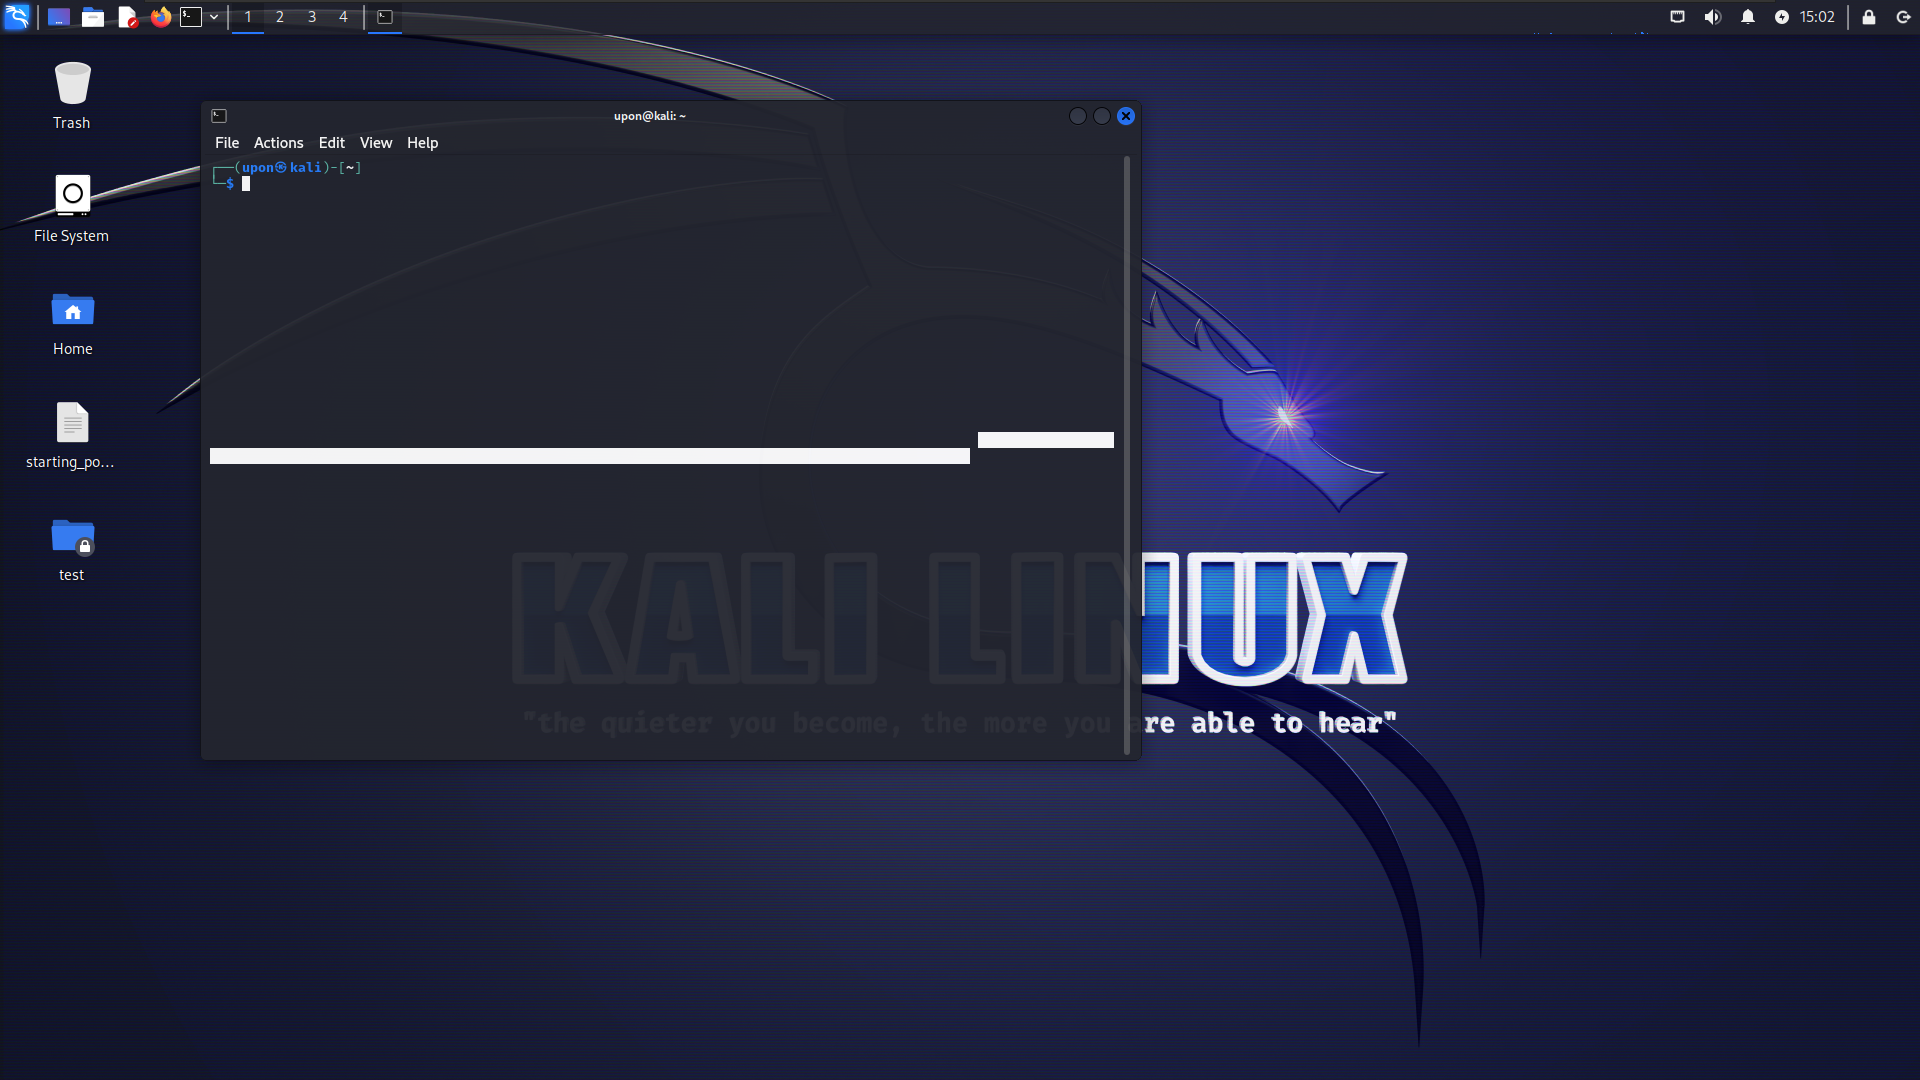 1 2 3 4
15:02
Trash
File System
Home
starting_po...
test
upon@kali: ~
File Actions Edit View Help
┌──(upon㉿kali)-[~]
└─$
KALI LINUX
"the quieter you become, the more you are able to hear"